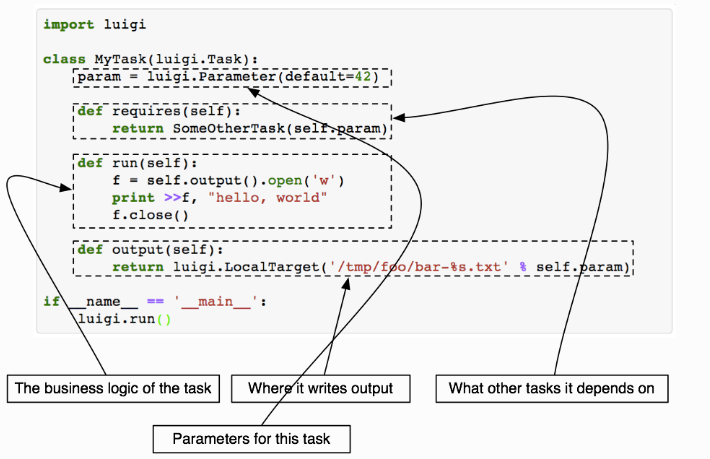 import luigi
class MyTask(luigi.Task):
param = luigi.Parameter(default=42)
def requires(self):
return SomeOtherTask(self.param)
def run(self):
f = self.output().open('w')
print >>f, "hello, world"
f.close()
def output(self):
return luigi.LocalTarget('/tmp/foo/bar-%s.txt' % self.param)
if __name__ == '__main__':
luigi.run()
The business logic of the task
Where it writes output
What other tasks it depends on
Parameters for this task